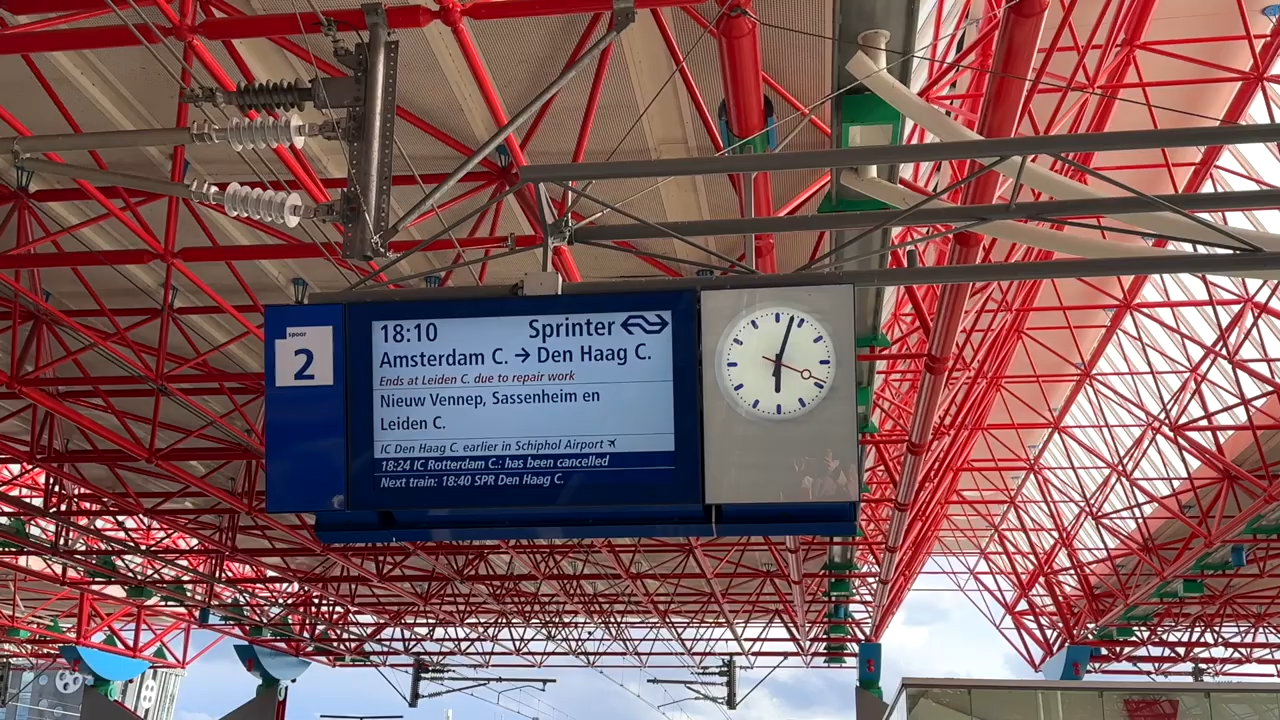 spoor
2
18:10 Sprinter
Amsterdam C. → Den Haag C.
Ends at Leiden C. due to repair work
Nieuw Vennep, Sassenheim en
Leiden C.
IC Den Haag C. earlier in Schiphol Airport ✈
18:24 IC Rotterdam C.: has been cancelled
Next train: 18:40 SPR Den Haag C.